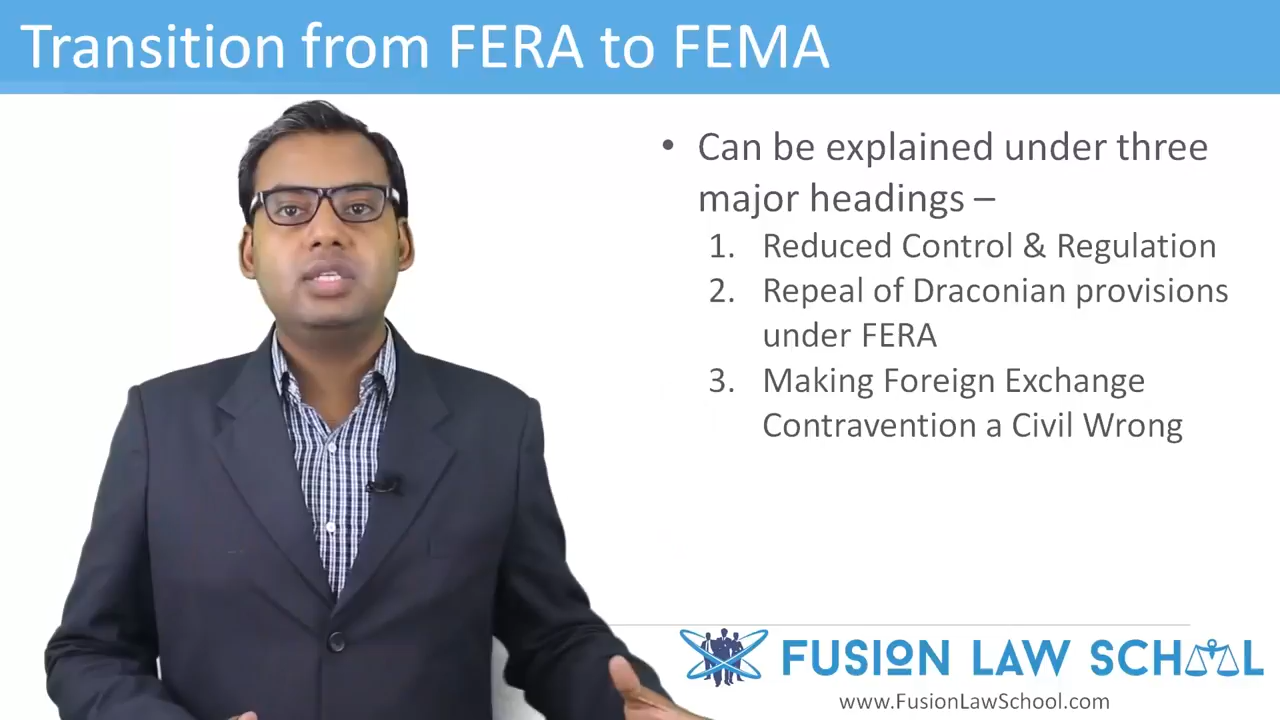 Transition from FERA to FEMA
• Can be explained under three
major headings –
1. Reduced Control & Regulation
2. Repeal of Draconian provisions
under FERA
3. Making Foreign Exchange
Contravention a Civil Wrong
FUSION LAW SCHOOL
www.FusionLawSchool.com